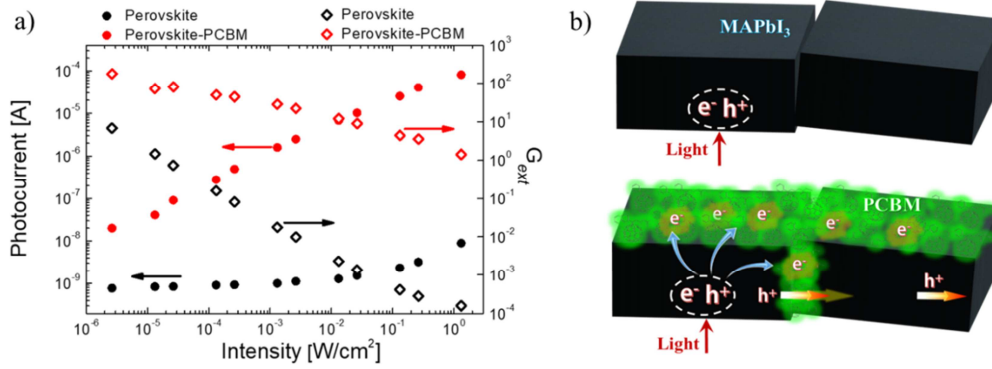 a)
Perovskite
Perovskite-PCBM
Perovskite
Perovskite-PCBM
Photocurrent [A]
10⁻⁴
10⁻⁵
10⁻⁶
10⁻⁷
10⁻⁸
10⁻⁹
10⁻⁶ 10⁻⁵ 10⁻⁴ 10⁻³ 10⁻² 10⁻¹ 10⁰ 10¹
Intensity [W/cm²]
10³
10²
10¹
10⁰
10⁻¹
10⁻²
10⁻³
10⁻⁴
G_ext
b)
MAPbI₃
e⁻ h⁺
Light
PCBM
e⁻ e⁻ e⁻ e⁻ e⁻
e⁻
e⁻ h⁺ h⁺ h⁺
Light